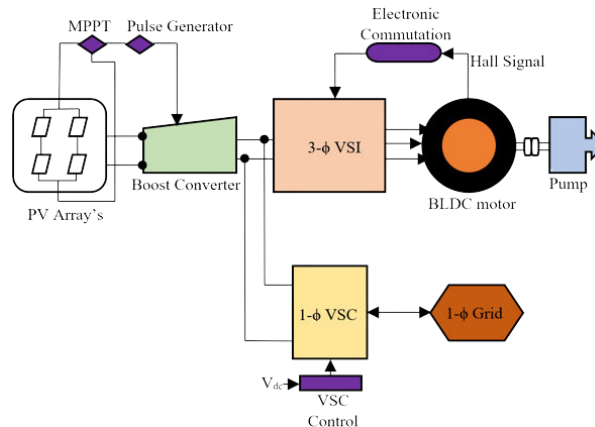 MPPT
Pulse Generator
Electronic
Commutation
Hall Signal
3-ϕ VSI
Boost Converter
PV Array's
BLDC motor
Pump
1-ϕ VSC
1-ϕ Grid
Vdc
VSC
Control